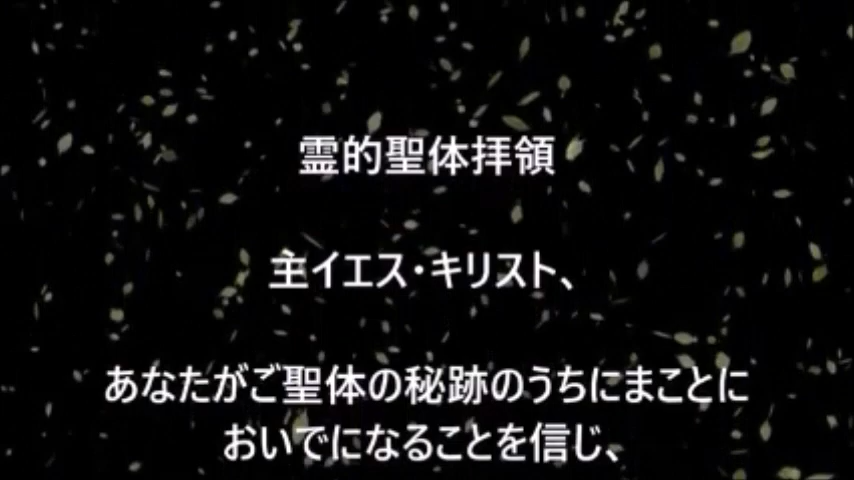 霊的聖体拝領
主イエス・キリスト、
あなたがご聖体の秘跡のうちにまことに
おいでになることを信じ、